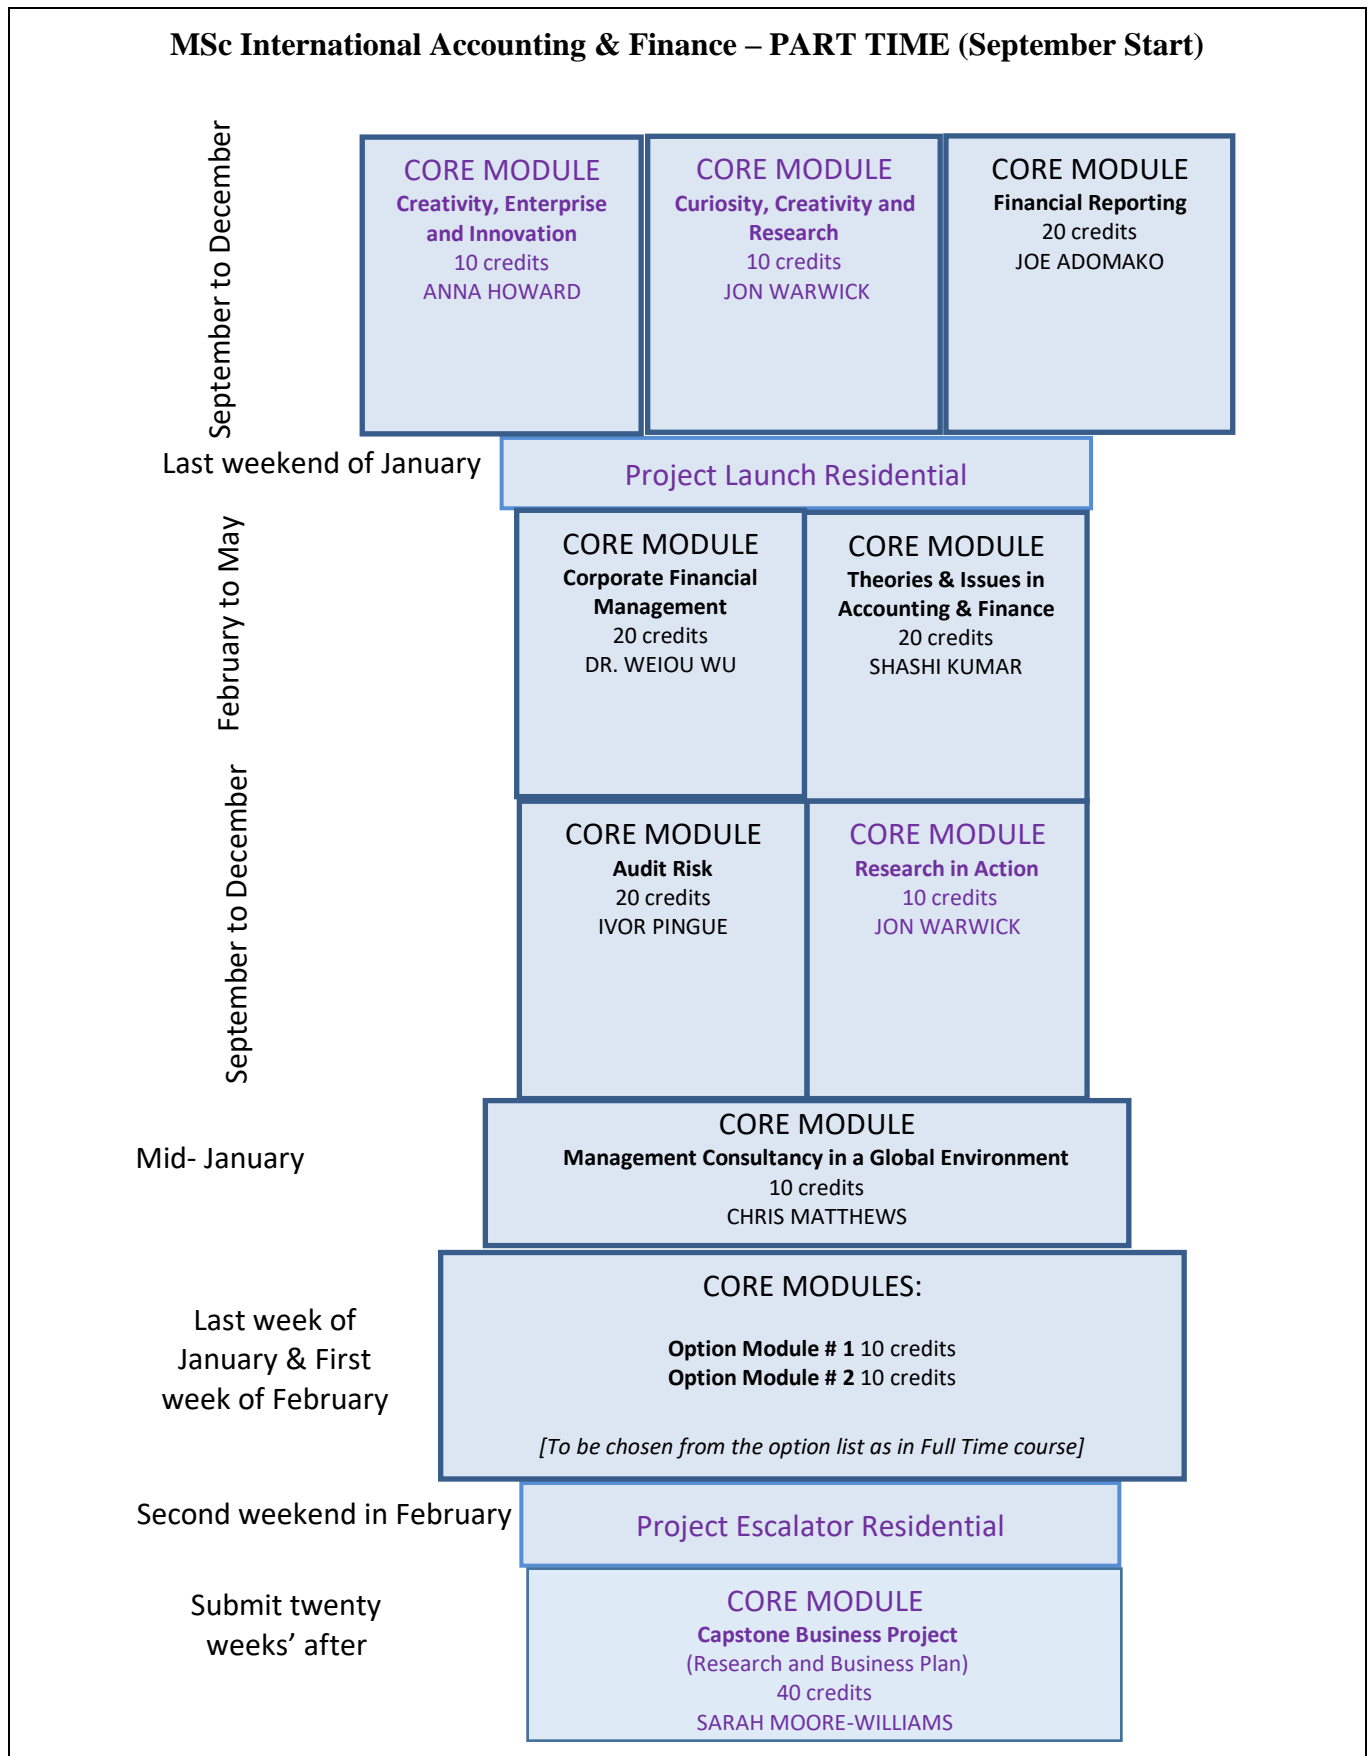 MSc International Accounting & Finance – PART TIME (September Start)
September to December
CORE MODULE
Creativity, Enterprise
and Innovation
10 credits
ANNA HOWARD
CORE MODULE
Curiosity, Creativity and
Research
10 credits
JON WARWICK
CORE MODULE
Financial Reporting
20 credits
JOE ADOMAKO
Last weekend of January
Project Launch Residential
February to May
CORE MODULE
Corporate Financial
Management
20 credits
DR. WEIOU WU
CORE MODULE
Theories & Issues in
Accounting & Finance
20 credits
SHASHI KUMAR
September to December
CORE MODULE
Audit Risk
20 credits
IVOR PINGUE
CORE MODULE
Research in Action
10 credits
JON WARWICK
Mid- January
CORE MODULE
Management Consultancy in a Global Environment
10 credits
CHRIS MATTHEWS
Last week of
January & First
week of February
CORE MODULES:
Option Module # 1 10 credits
Option Module # 2 10 credits
[To be chosen from the option list as in Full Time course]
Second weekend in February
Project Escalator Residential
Submit twenty
weeks’ after
CORE MODULE
Capstone Business Project
(Research and Business Plan)
40 credits
SARAH MOORE-WILLIAMS